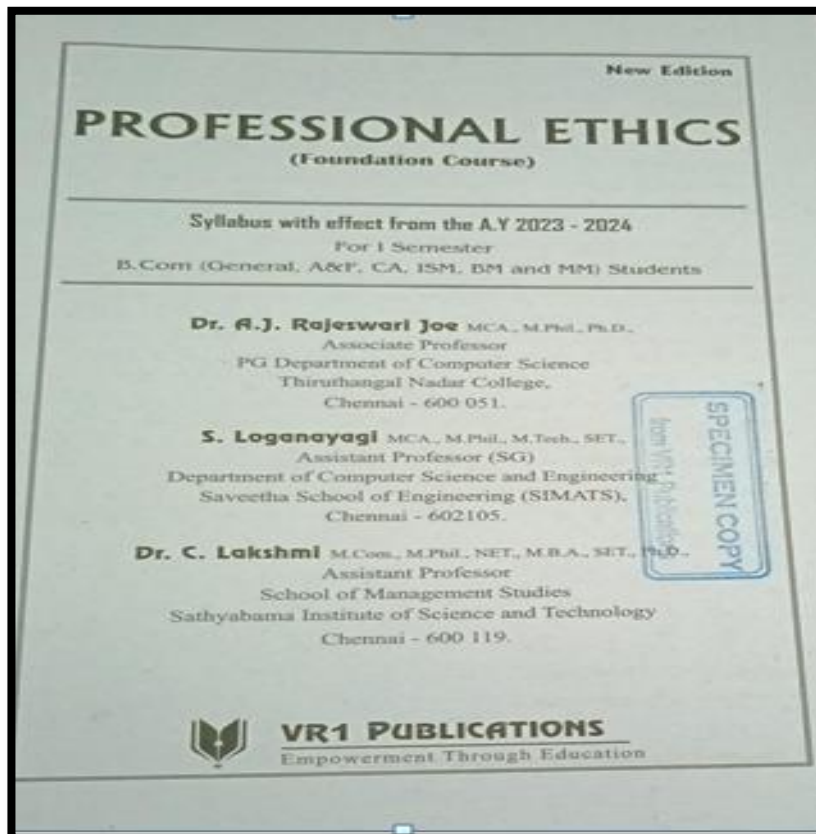 New Edition
PROFESSIONAL ETHICS
(Foundation Course)
Syllabus with effect from the A.Y 2023 - 2024
For I Semester
B.Com (General, A&F, CA, ISM, BM and MM) Students
Dr. A.J. Rajeswari Joe MCA., M.Phil., Ph.D.,
Associate Professor
PG Department of Computer Science
Thiruthangal Nadar College,
Chennai - 600 051.
S. Loganayagi MCA., M.Phil., M.Tech., SET.,
Assistant Professor (SG)
Department of Computer Science and Engineering
Saveetha School of Engineering (SIMATS),
Chennai - 602105.
Dr. C. Lakshmi M.Com., M.Phil., NET., M.B.A., SET., Ph.D.,
Assistant Professor
School of Management Studies
Sathyabama Institute of Science and Technology
Chennai - 600 119.
SPECIMEN COPY
from VR1 Publications
VR1 PUBLICATIONS
Empowerment Through Education